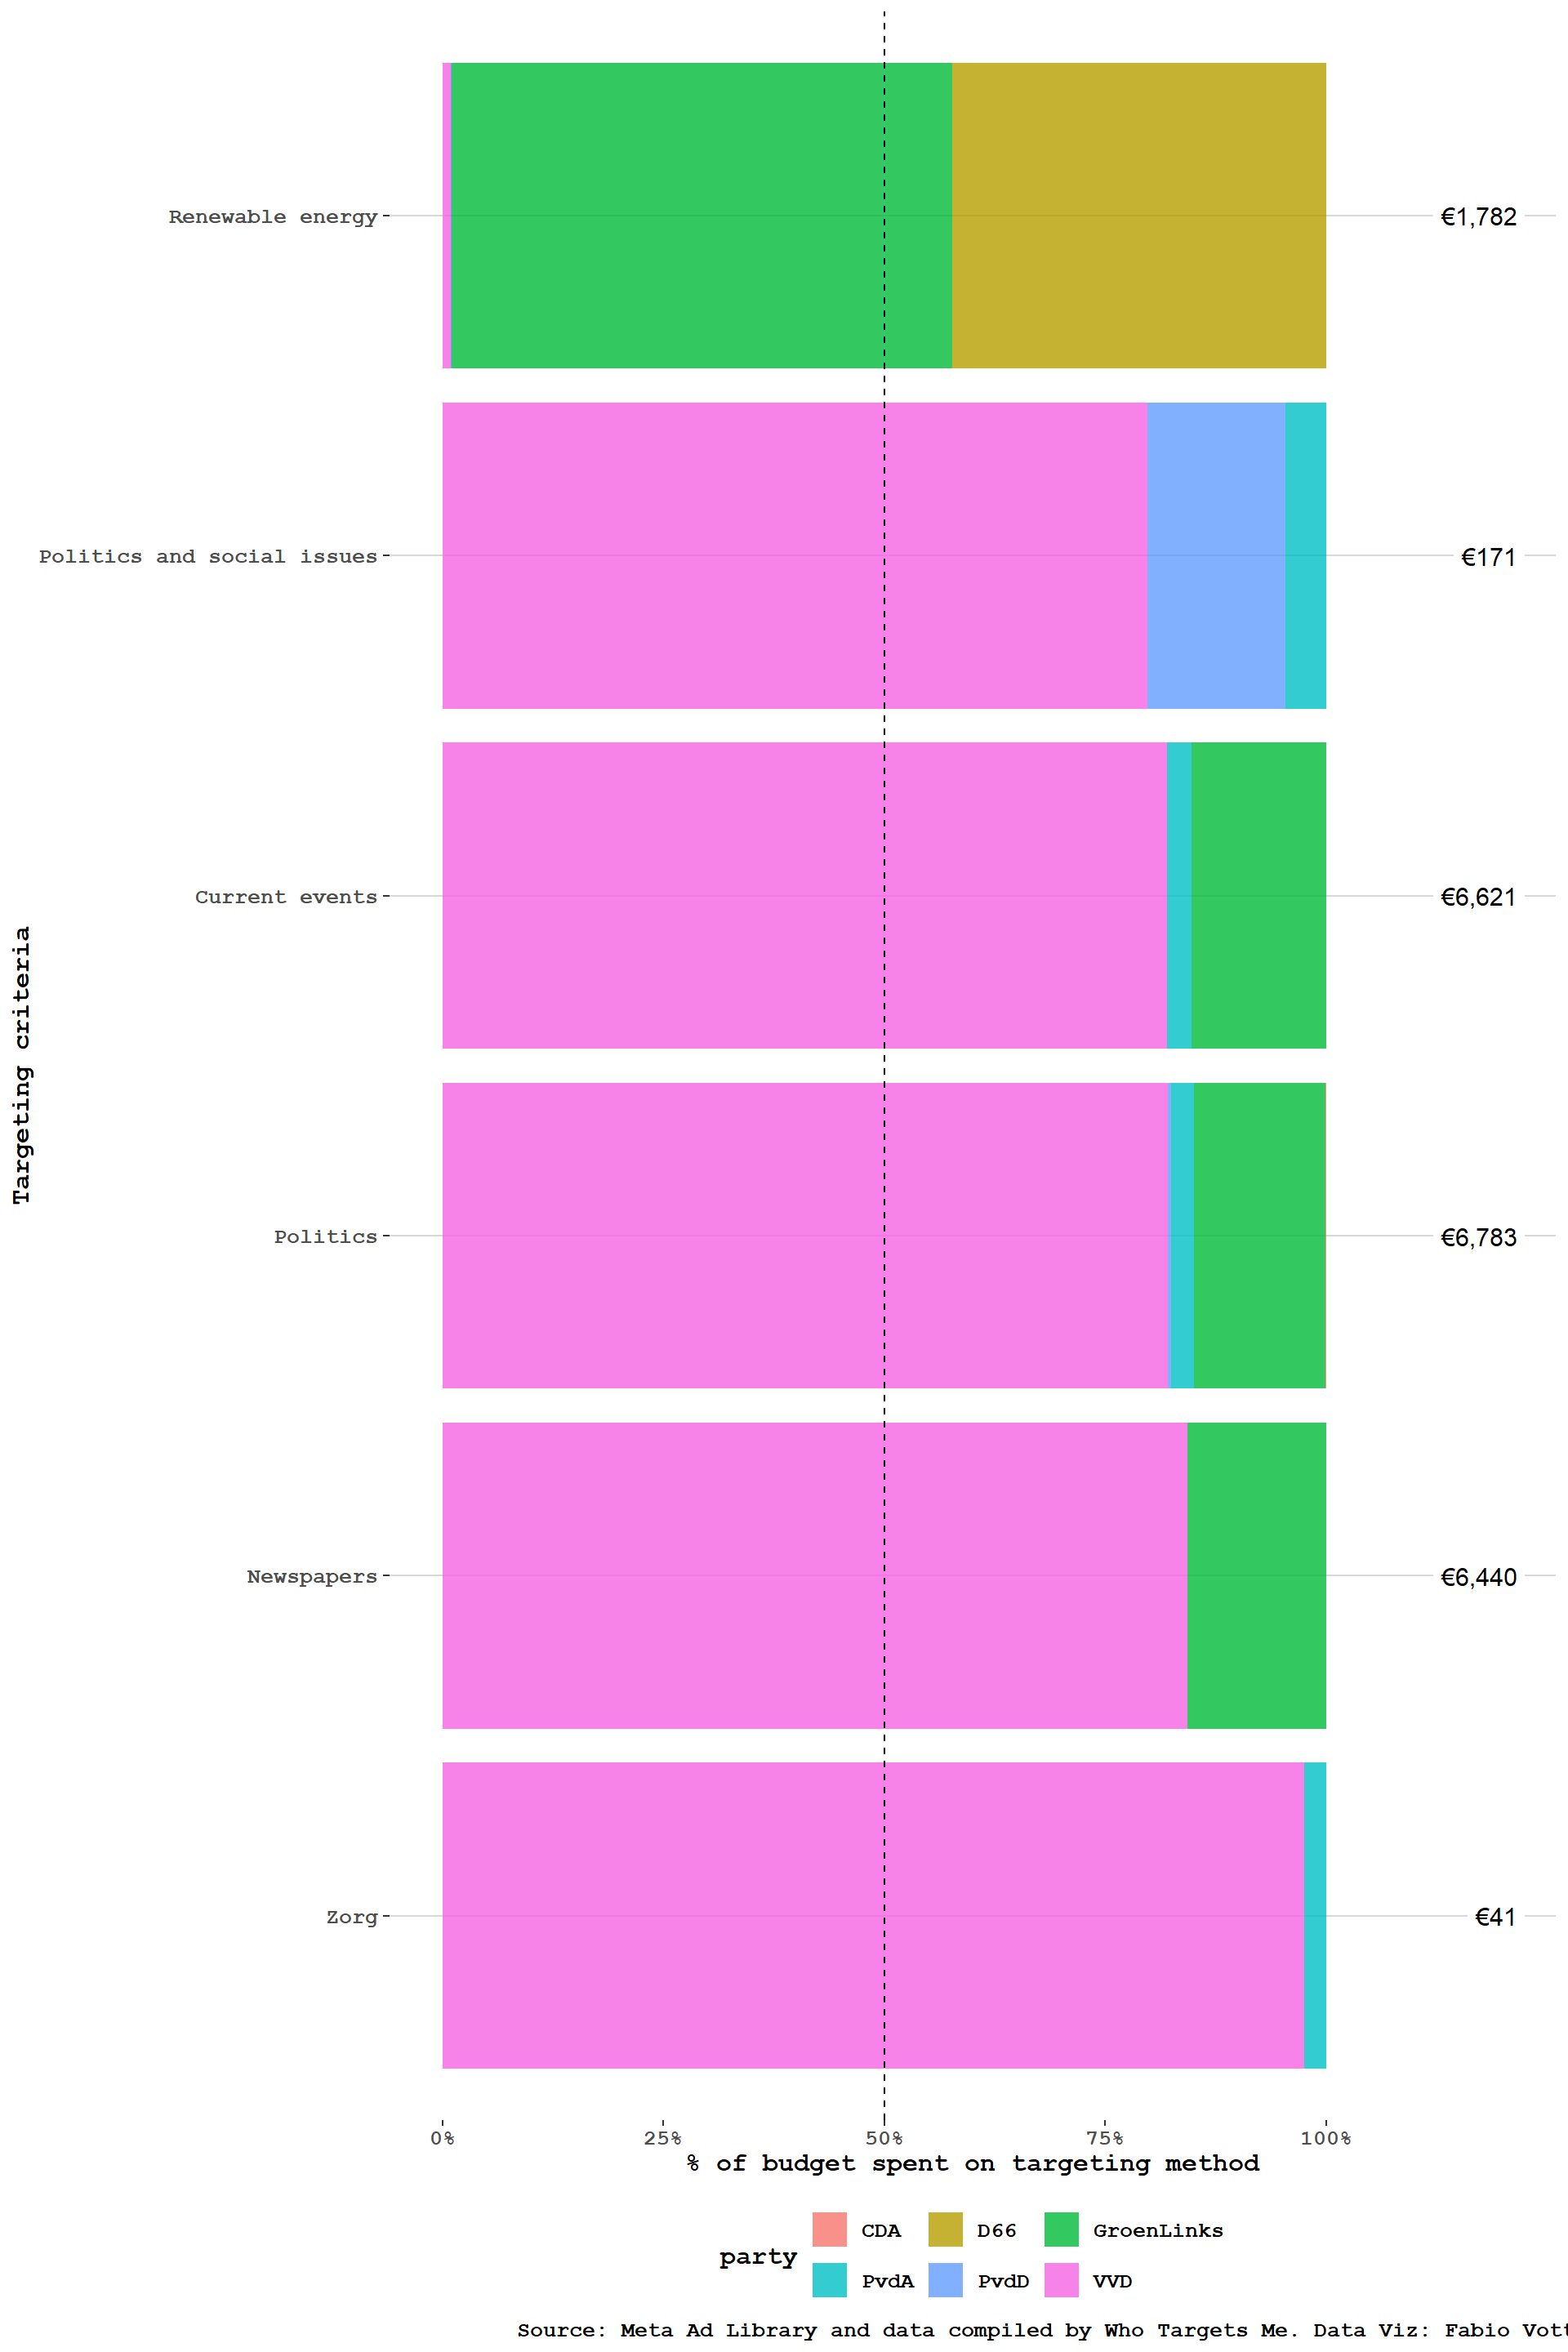 Renewable energy €1,782
Politics and social issues €171
Current events €6,621
Targeting criteria
Politics €6,783
Newspapers €6,440
Zorg €41
0% 25% 50% 75% 100%
% of budget spent on targeting method
party
CDA D66 GroenLinks
PvdA PvdD VVD
Source: Meta Ad Library and data compiled by Who Targets Me. Data Viz: Fabio